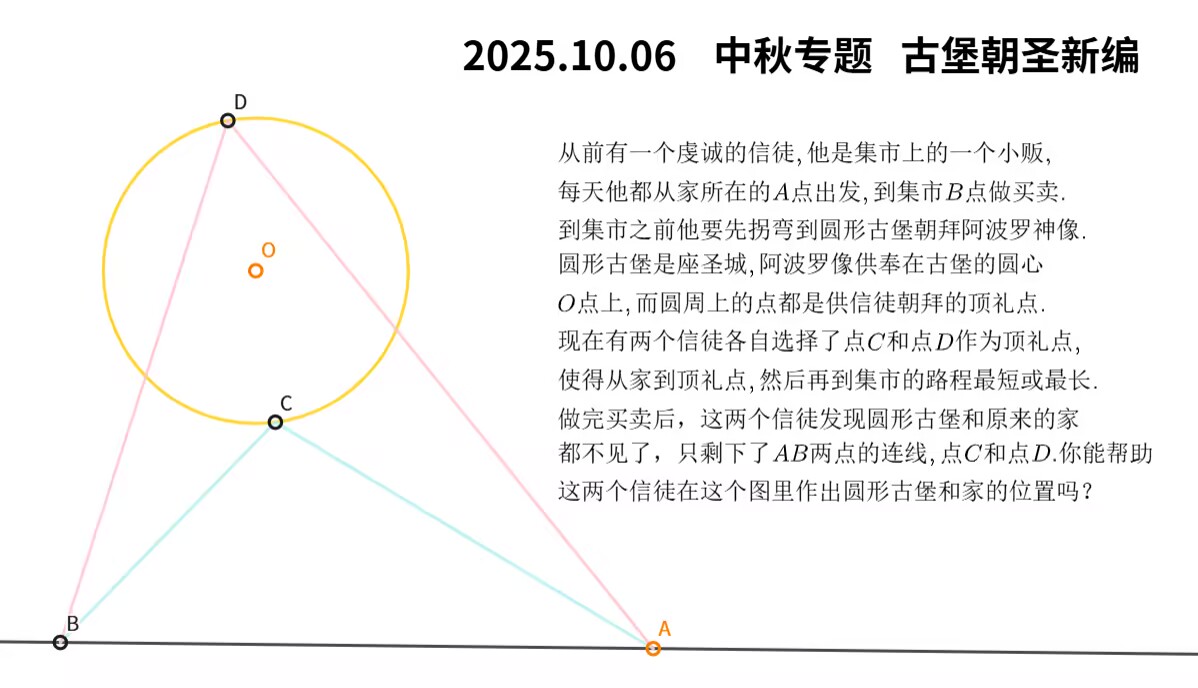 2025.10.06 中秋专题 古堡朝圣新编
D
从前有一个虔诚的信徒,他是集市上的一个小贩,
每天他都从家所在的A点出发,到集市B点做买卖.
到集市之前他要先拐弯到圆形古堡朝拜阿波罗神像.
O
圆形古堡是座圣城,阿波罗像供奉在古堡的圆心
O点上,而圆周上的点都是供信徒朝拜的顶礼点.
现在有两个信徒各自选择了点C和点D作为顶礼点,
使得从家到顶礼点,然后再到集市的路程最短或最长.
C
做完买卖后，这两个信徒发现圆形古堡和原来的家
都不见了，只剩下了AB两点的连线,点C和点D.你能帮助
这两个信徒在这个图里作出圆形古堡和家的位置吗?
B
A